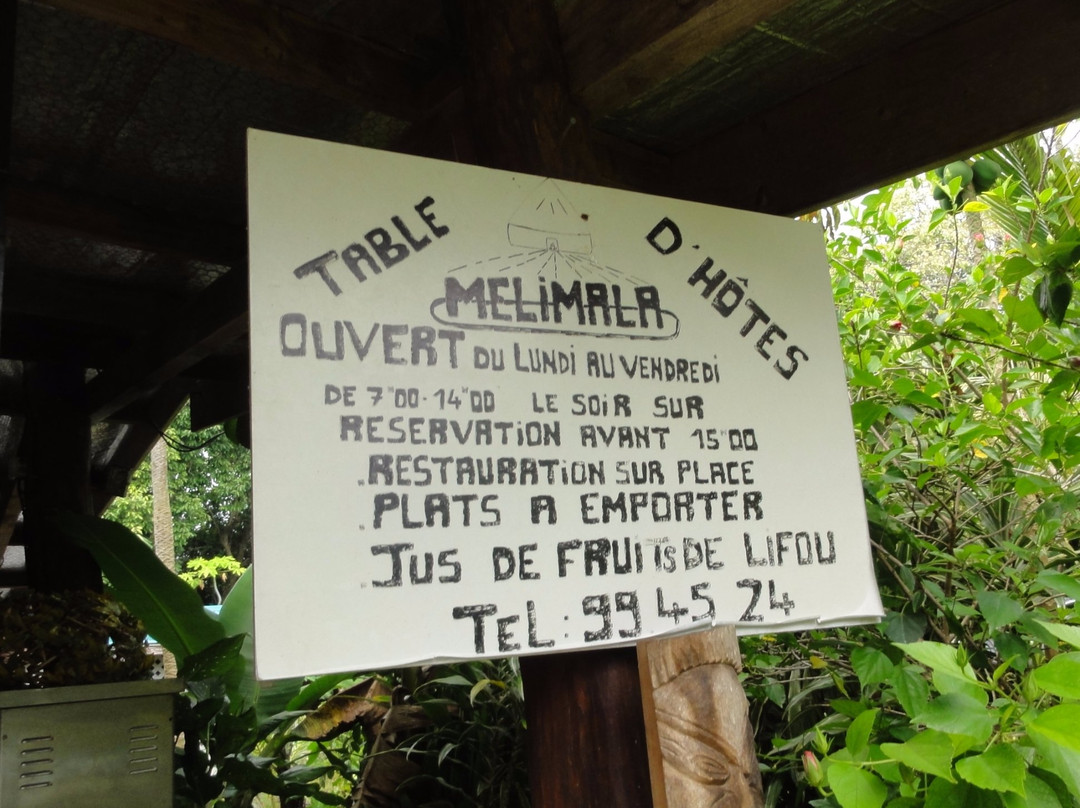 TABLE D'HÔTES
MELIMALA
OUVERT DU LUNDI AU VENDREDI
DE 7"00-14"00 LE SOIR SUR
RESERVATION AVANT 15"00
.RESTAURATION SUR PLACE
.PLATS A EMPORTER
.JUS DE FRUITS DE LIFOU
TEL: 99 45 24